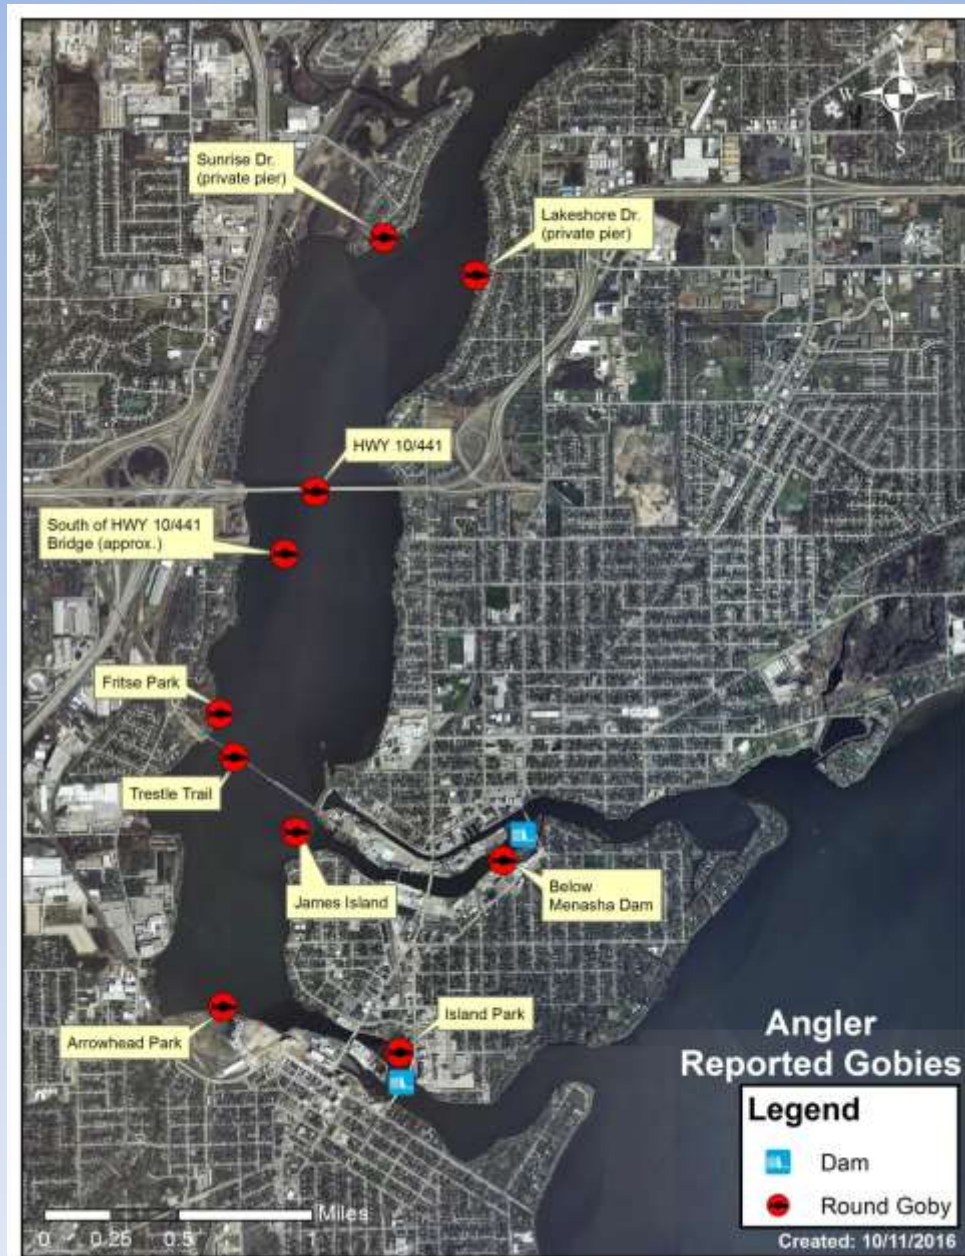 N
W
E
S
Sunrise Dr.
(private pier)
Lakeshore Dr.
(private pier)
HWY 10/441
South of HWY 10/441
Bridge (approx.)
Fritse Park
Trestle Trail
James Island
Below
Menasha Dam
Island Park
Arrowhead Park
Angler
Reported Gobies
Legend
Dam
Round Goby
Miles
0 0.25 0.5 1
Created: 10/11/2016